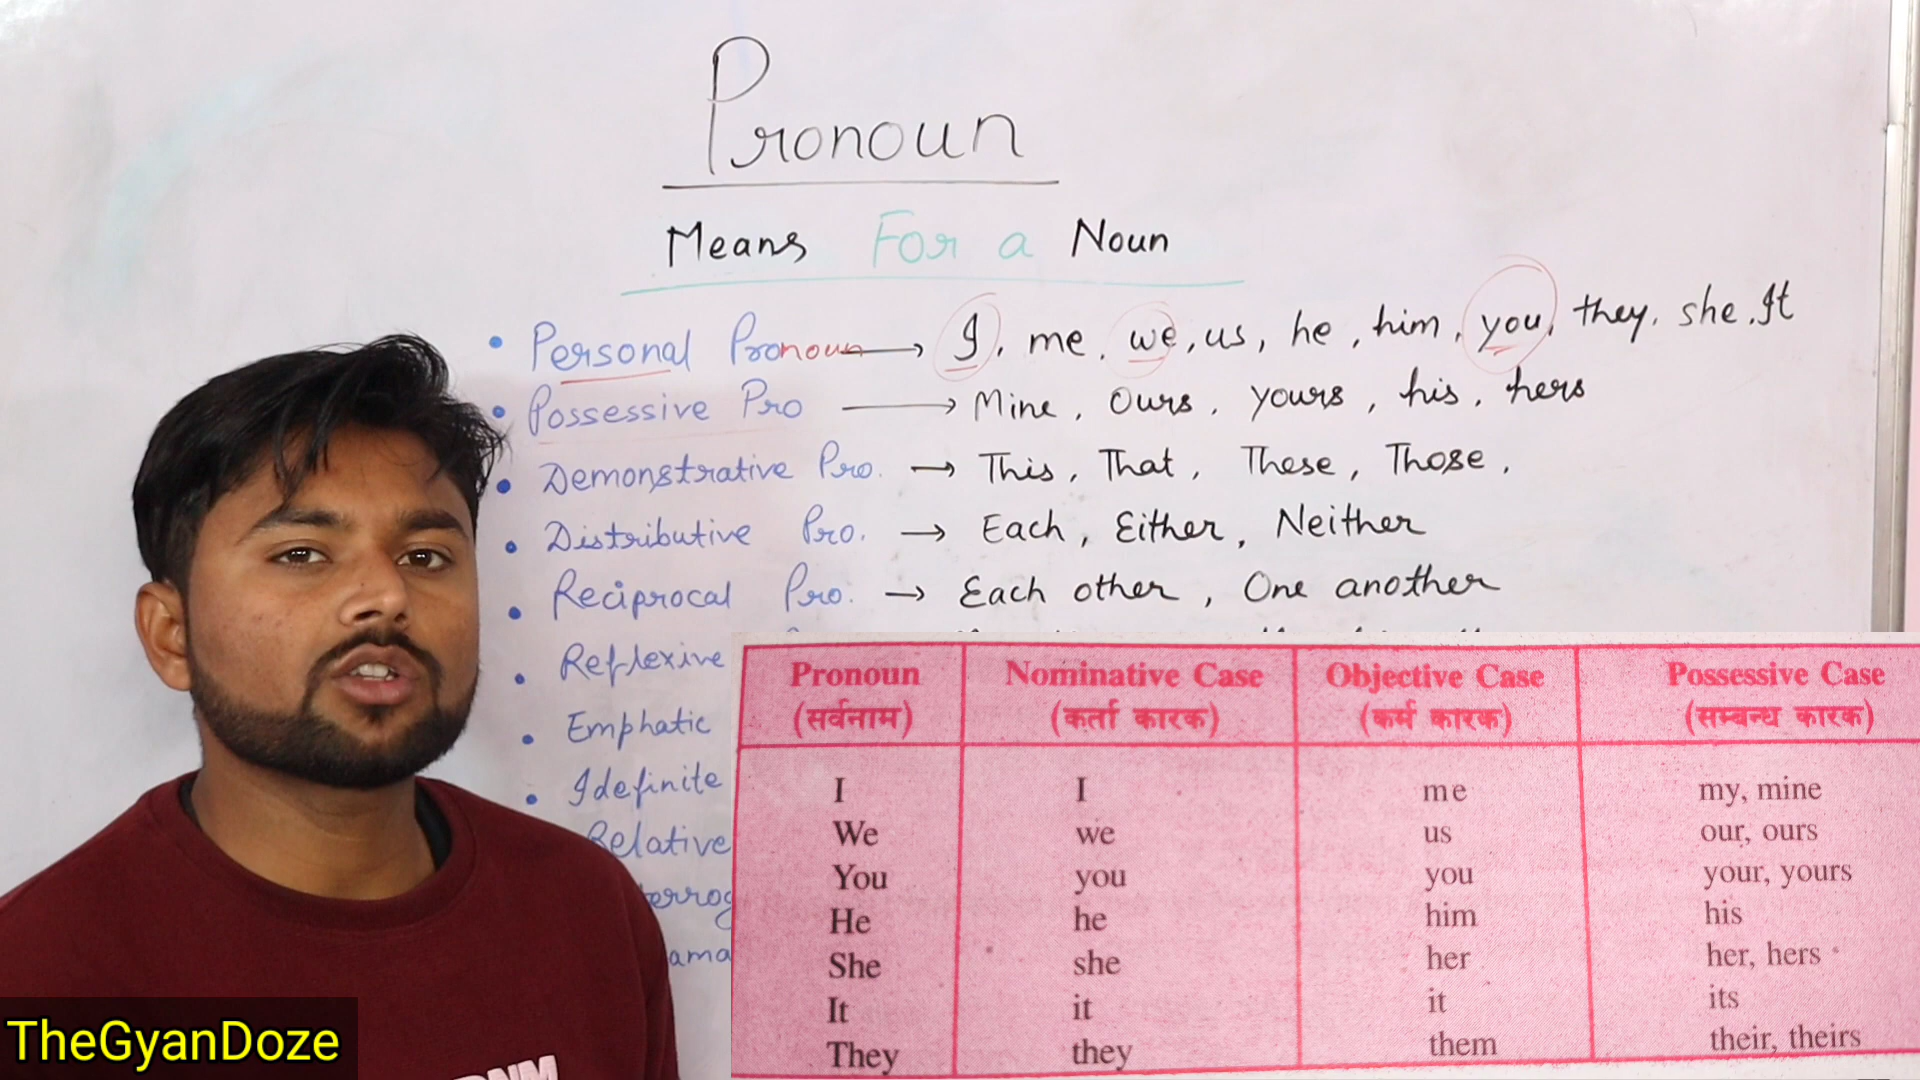 Pronoun
Means For a Noun
• Personal Pronoun → I, me, we, us, he, him, you, they, she, It
• Possessive Pro → Mine, Ours, yours, his, hers
• Demonstrative Pro. → This, That, These, Those,
• Distributive Pro. → Each, Either, Neither
• Reciprocal Pro. → Each other, One another
• Reflexive
• Emphatic
• Idefinite
Relative
Pronoun Nominative Case Objective Case Possessive Case
(सर्वनाम) (कर्ता कारक) (कर्म कारक) (सम्बन्ध कारक)
I I me my, mine
We we us our, ours
You you you your, yours
He he him his
She she her her, hers
It it it its
They they them their, theirs
TheGyanDoze